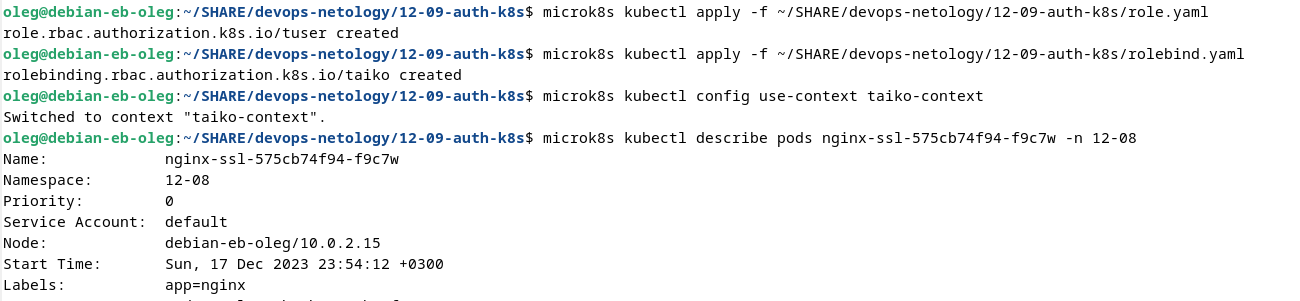 oleg@debian-eb-oleg:~/SHARE/devops-netology/12-09-auth-k8s$ microk8s kubectl apply -f ~/SHARE/devops-netology/12-09-auth-k8s/role.yaml
role.rbac.authorization.k8s.io/tuser created
oleg@debian-eb-oleg:~/SHARE/devops-netology/12-09-auth-k8s$ microk8s kubectl apply -f ~/SHARE/devops-netology/12-09-auth-k8s/rolebind.yaml
rolebinding.rbac.authorization.k8s.io/taiko created
oleg@debian-eb-oleg:~/SHARE/devops-netology/12-09-auth-k8s$ microk8s kubectl config use-context taiko-context
Switched to context "taiko-context".
oleg@debian-eb-oleg:~/SHARE/devops-netology/12-09-auth-k8s$ microk8s kubectl describe pods nginx-ssl-575cb74f94-f9c7w -n 12-08
Name:             nginx-ssl-575cb74f94-f9c7w
Namespace:        12-08
Priority:         0
Service Account:  default
Node:             debian-eb-oleg/10.0.2.15
Start Time:       Sun, 17 Dec 2023 23:54:12 +0300
Labels:           app=nginx